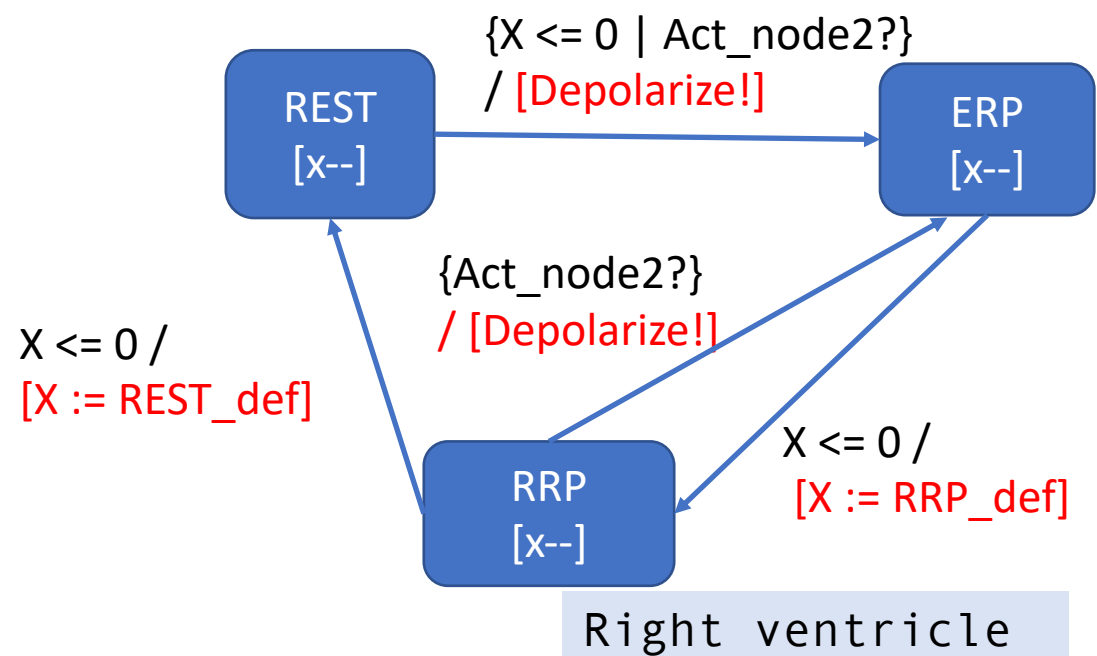 {X <= 0 | Act_node2?}
/ [Depolarize!]
REST
[x--]
ERP
[x--]
{Act_node2?}
/ [Depolarize!]
X <= 0 /
[X := REST_def]
X <= 0 /
[X := RRP_def]
RRP
[x--]
Right ventricle